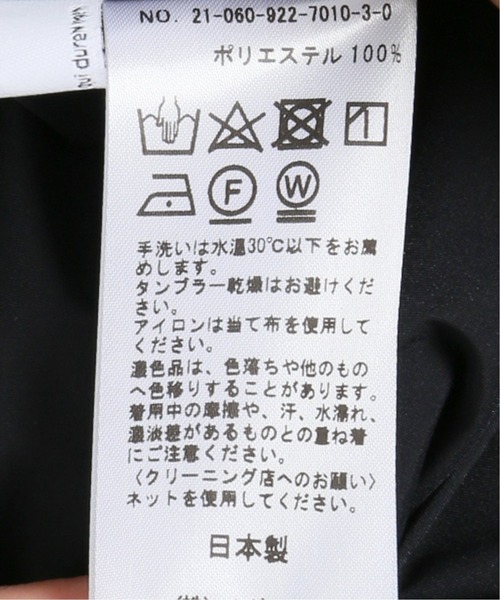 NO. 21-060-922-7010-3-0
ポリエステル 100%
F
W
手洗いは水温30℃以下をお薦
めします。
タンブラー乾燥はお避けくだ
さい。
アイロンは当て布を使用して
ください。
濃色品は、色落ちや他のもの
へ色移りすることがあります。
着用中の摩擦や、汗、水濡れ、
濃淡差があるものとの重ね着
にご注意ください。
〈クリーニング店へのお願い〉
ネットを使用してください。
日本製